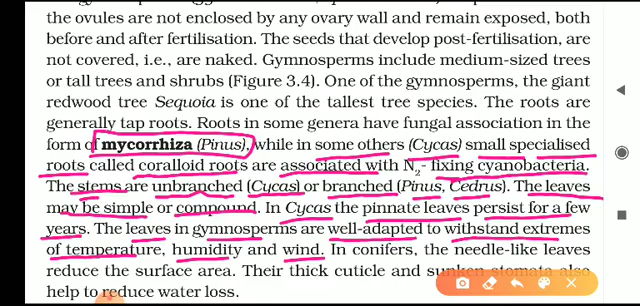 the ovules are not enclosed by any ovary wall and remain exposed, both
before and after fertilisation. The seeds that develop post-fertilisation, are
not covered, i.e., are naked. Gymnosperms include medium-sized trees
or tall trees and shrubs (Figure 3.4). One of the gymnosperms, the giant
redwood tree Sequoia is one of the tallest tree species. The roots are
generally tap roots. Roots in some genera have fungal association in the
form of mycorrhiza (Pinus), while in some others (Cycas) small specialised
roots called coralloid roots are associated with N₂- fixing cyanobacteria.
The stems are unbranched (Cycas) or branched (Pinus, Cedrus). The leaves
may be simple or compound. In Cycas the pinnate leaves persist for a few
years. The leaves in gymnosperms are well-adapted to withstand extremes
of temperature, humidity and wind. In conifers, the needle-like leaves
reduce the surface area. Their thick cuticle and sunken stomata also
help to reduce water loss.